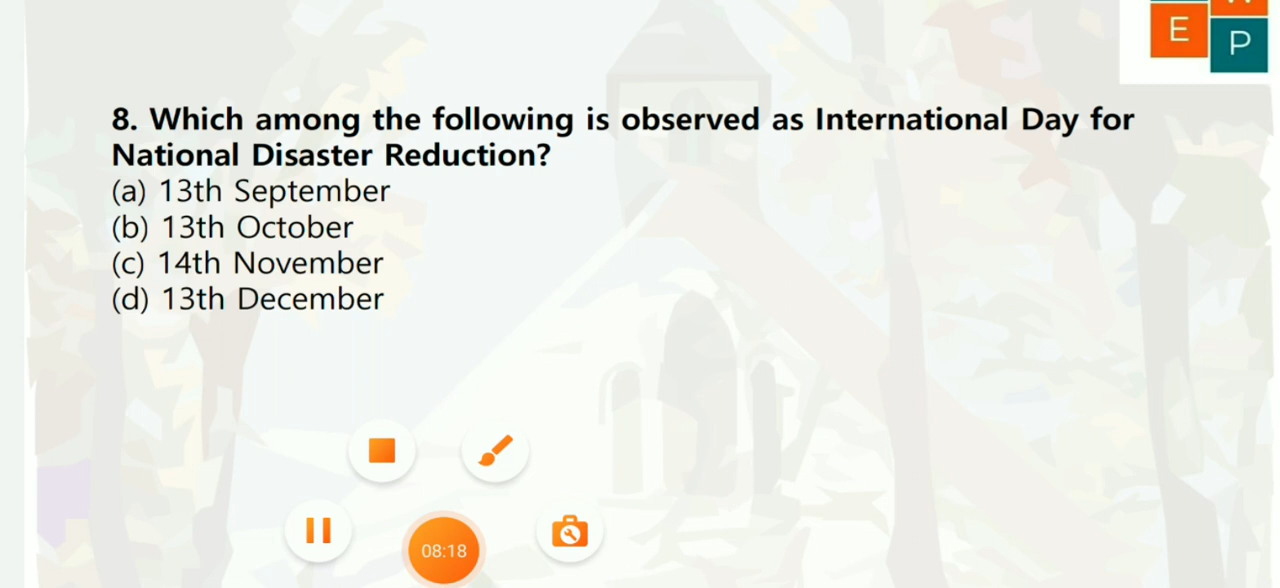 E
P
8. Which among the following is observed as International Day for
National Disaster Reduction?
(a) 13th September
(b) 13th October
(c) 14th November
(d) 13th December
08:18